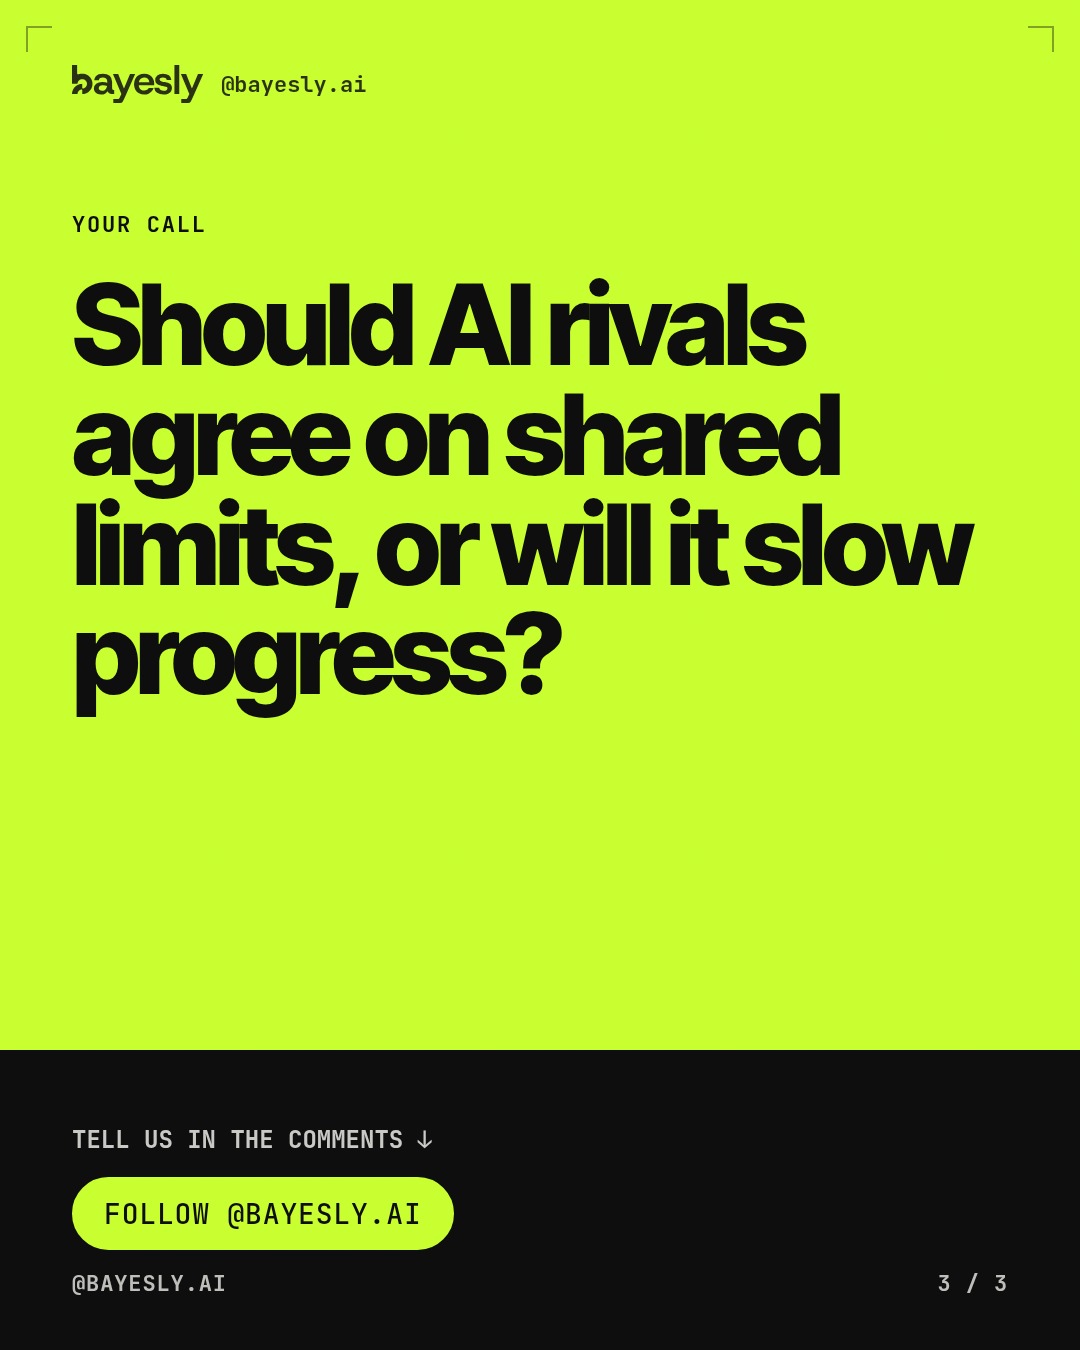 bayesly @bayesly.ai
YOUR CALL
Should AI rivals
agree on shared
limits, or will it slow
progress?
TELL US IN THE COMMENTS ↓
FOLLOW @BAYESLY.AI
@BAYESLY.AI 3 / 3